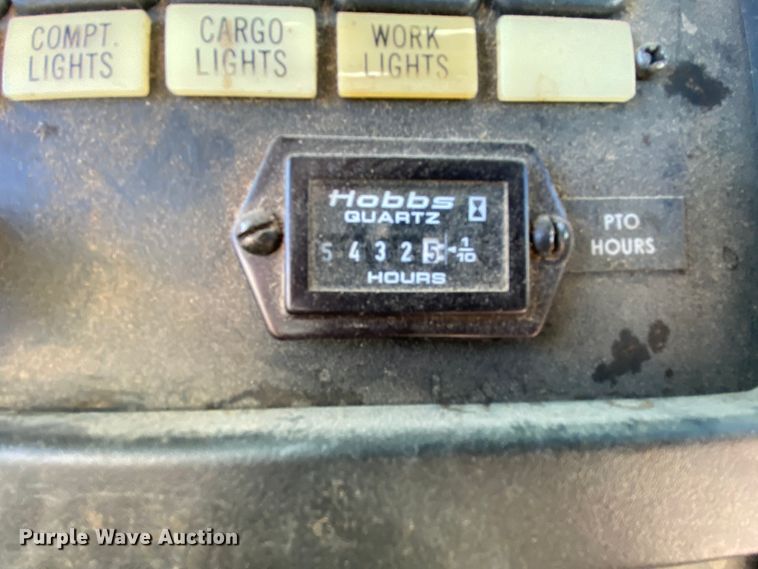 COMPT. LIGHTS
CARGO LIGHTS
WORK LIGHTS
Hobbs
QUARTZ
5 4 3 2 5 1/10
HOURS
PTO
HOURS
Purple Wave Auction